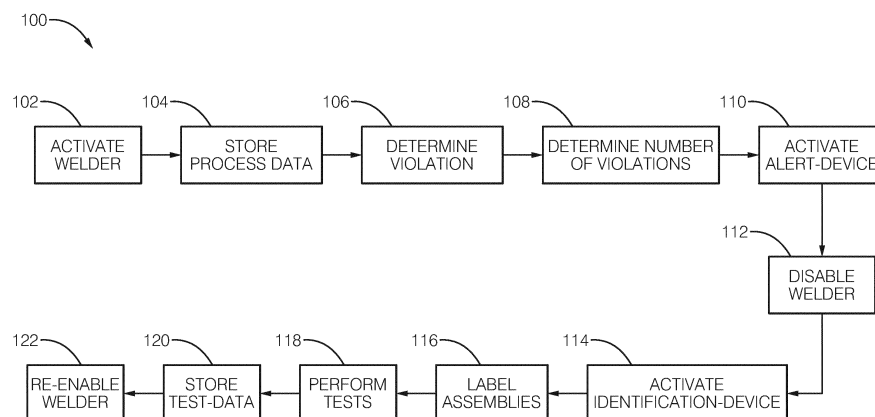 100
102
104
106
108
110
ACTIVATE
WELDER
STORE
PROCESS DATA
DETERMINE
VIOLATION
DETERMINE NUMBER
OF VIOLATIONS
ACTIVATE
ALERT-DEVICE
112
DISABLE
WELDER
114
ACTIVATE
IDENTIFICATION-DEVICE
116
LABEL
ASSEMBLIES
118
PERFORM
TESTS
120
STORE
TEST-DATA
122
RE-ENABLE
WELDER